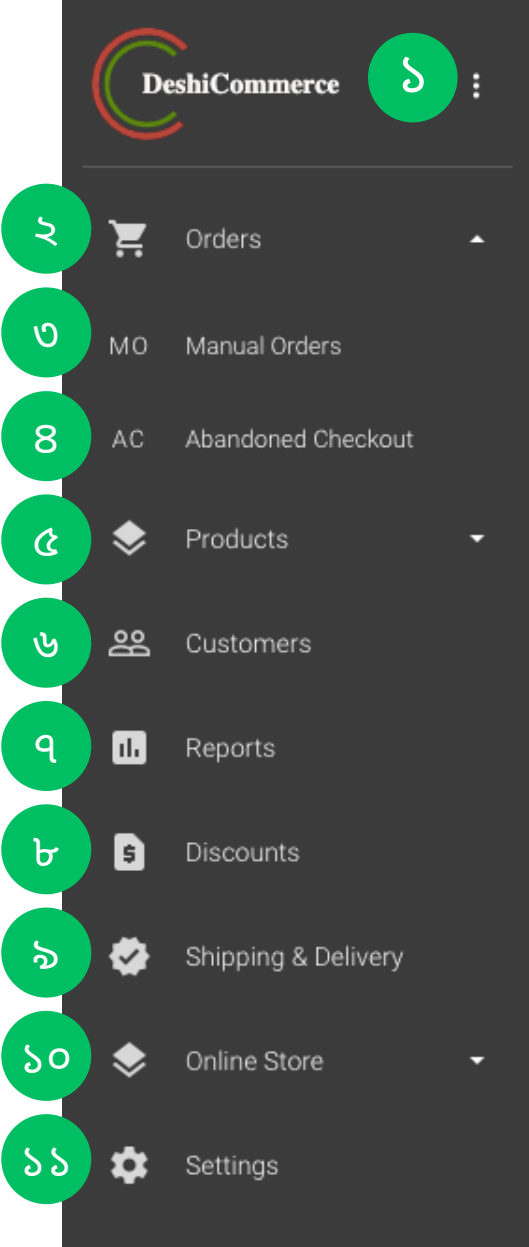 DeshiCommerce ১
২ Orders
৩ MO Manual Orders
৪ AC Abandoned Checkout
৫ Products
৬ Customers
৭ Reports
৮ $ Discounts
৯ Shipping & Delivery
১০ Online Store
১১ Settings